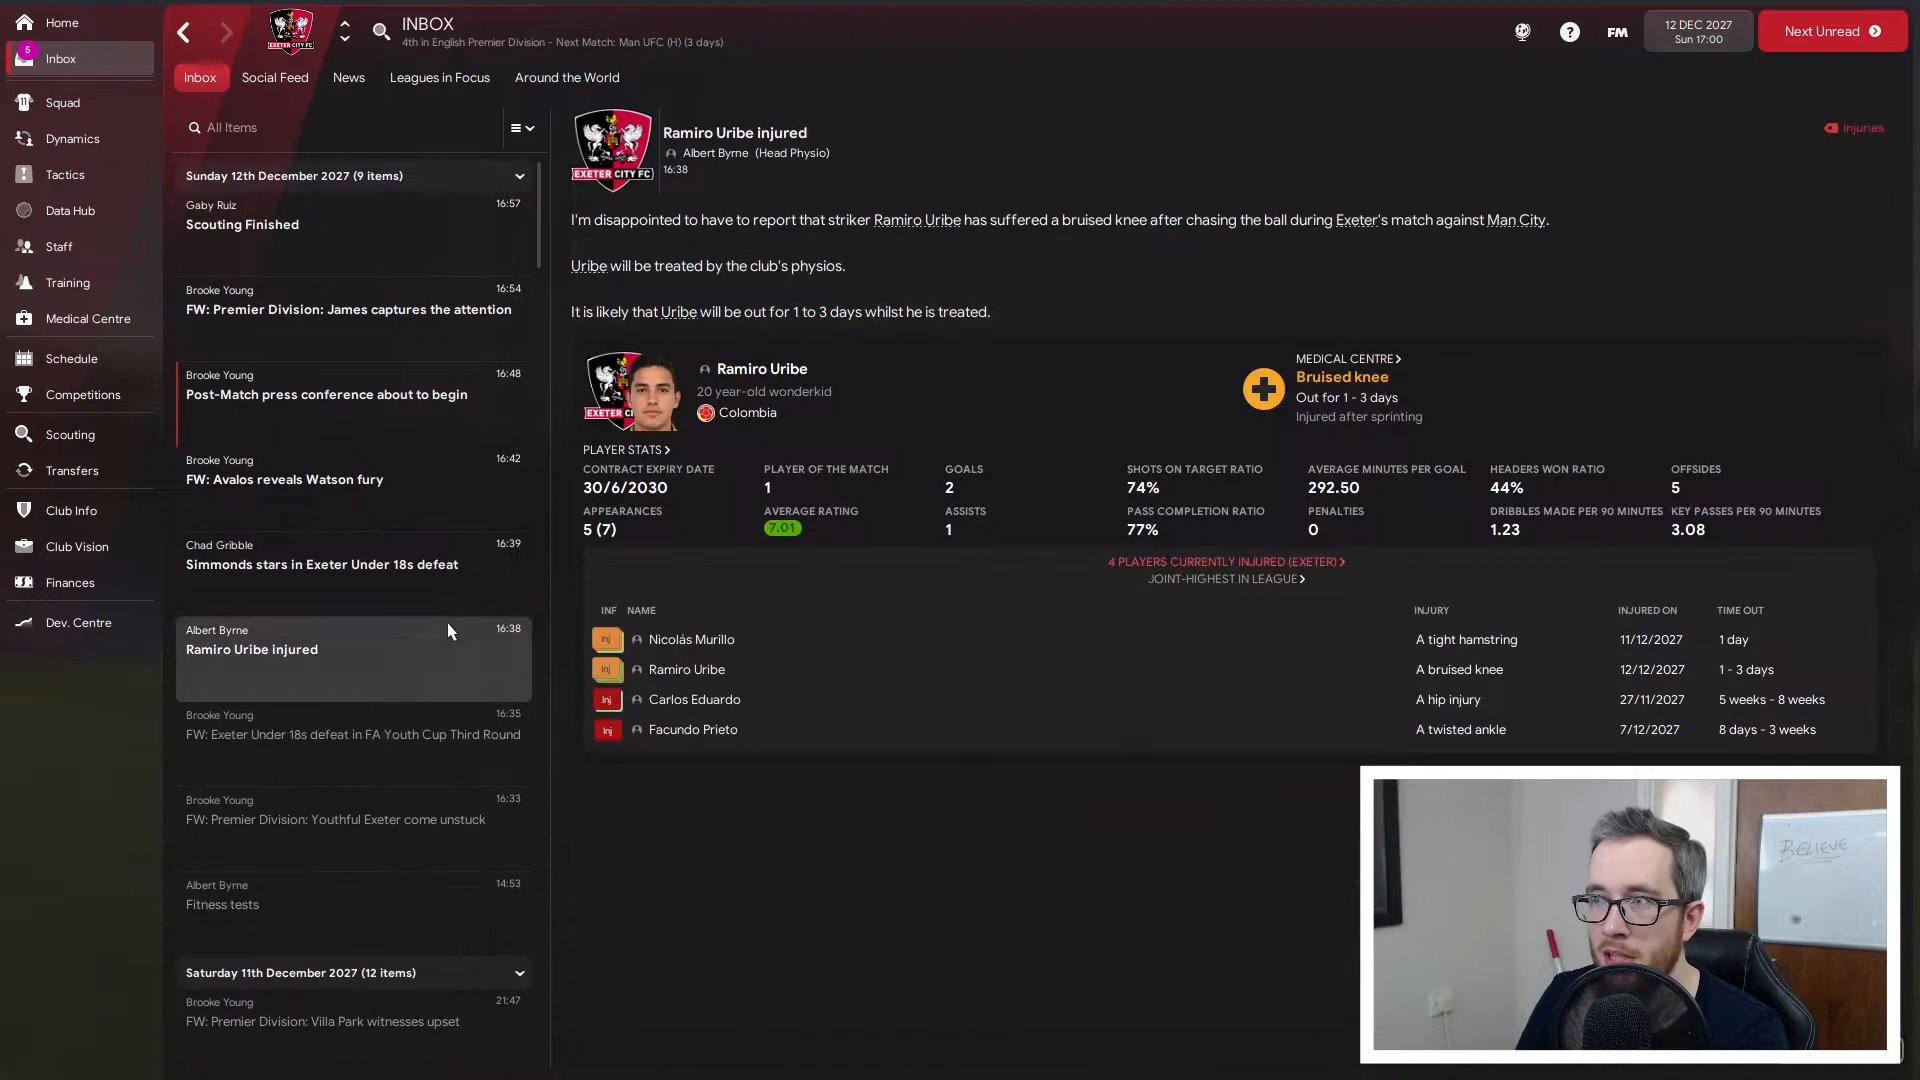 Home
5
Inbox
Squad
Dynamics
Tactics
Data Hub
Staff
Training
Medical Centre
Schedule
Competitions
Scouting
Transfers
Club Info
Club Vision
Finances
Dev. Centre
EXETER CITY FC
INBOX
4th in English Premier Division - Next Match: Man UFC (H) (3 days)
FM
12 DEC 2027
Sun 17:00
Next Unread
Inbox
Social Feed
News
Leagues in Focus
Around the World
All Items
Sunday 12th December 2027 (9 items)
Gaby Ruiz 16:57
Scouting Finished
Brooke Young 16:54
FW: Premier Division: James captures the attention
Brooke Young 16:48
Post-Match press conference about to begin
Brooke Young 16:42
FW: Avalos reveals Watson fury
Chad Gribble 16:39
Simmonds stars in Exeter Under 18s defeat
Albert Byrne 16:38
Ramiro Uribe injured
Brooke Young 16:35
FW: Exeter Under 18s defeat in FA Youth Cup Third Round
Brooke Young 16:33
FW: Premier Division: Youthful Exeter come unstuck
Albert Byrne 14:53
Fitness tests
Saturday 11th December 2027 (12 items)
Brooke Young 21:47
FW: Premier Division: Villa Park witnesses upset
EXETER CITY FC
Ramiro Uribe injured
Albert Byrne (Head Physio)
16:38
Injuries
I'm disappointed to have to report that striker Ramiro Uribe has suffered a bruised knee after chasing the ball during Exeter's match against Man City.
Uribe will be treated by the club's physios.
It is likely that Uribe will be out for 1 to 3 days whilst he is treated.
Ramiro Uribe
20 year-old wonderkid
Colombia
MEDICAL CENTRE
Bruised knee
Out for 1 - 3 days
Injured after sprinting
PLAYER STATS
CONTRACT EXPIRY DATE PLAYER OF THE MATCH GOALS SHOTS ON TARGET RATIO AVERAGE MINUTES PER GOAL HEADERS WON RATIO OFFSIDES
30/6/2030 1 2 74% 292.50 44% 5
APPEARANCES AVERAGE RATING ASSISTS PASS COMPLETION RATIO PENALTIES DRIBBLES MADE PER 90 MINUTES KEY PASSES PER 90 MINUTES
5 (7) 7.01 1 77% 0 1.23 3.08
4 PLAYERS CURRENTLY INJURED (EXETER)
JOINT-HIGHEST IN LEAGUE
INF NAME INJURY INJURED ON TIME OUT
Inj Nicolás Murillo A tight hamstring 11/12/2027 1 day
Inj Ramiro Uribe A bruised knee 12/12/2027 1 - 3 days
Inj Carlos Eduardo A hip injury 27/11/2027 5 weeks - 8 weeks
Inj Facundo Prieto A twisted ankle 7/12/2027 8 days - 3 weeks
BELIEVE